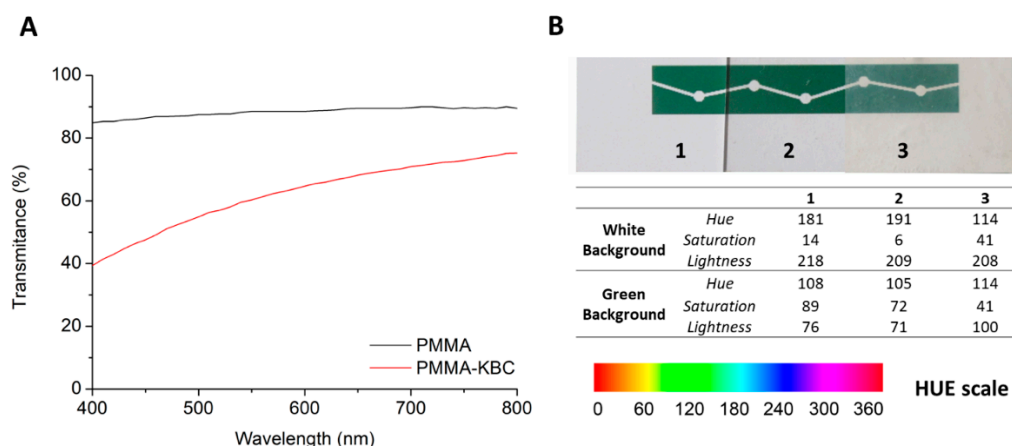 A
B
100
80
60
40
20
0
Transmitance (%)
PMMA
PMMA-KBC
400 500 600 700 800
Wavelength (nm)
1 2 3
1 2 3
White Background
Hue 181 191 114
Saturation 14 6 41
Lightness 218 209 208
Green Background
Hue 108 105 114
Saturation 89 72 41
Lightness 76 71 100
0 60 120 180 240 300 360
HUE scale